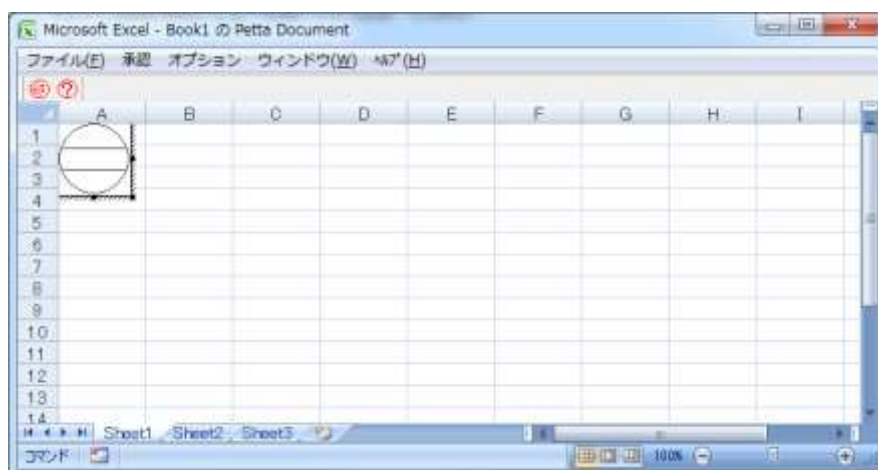 Microsoft Excel - Book1 の Petta Document
ファイル(F) 承認 オプション ウィンドウ(W) ﾍﾙﾌﾟ(H)
A B C D E F G H I
1
2
3
4
5
6
7
8
9
10
11
12
13
14
Sheet1 Sheet2 Sheet3
コマンド 100%